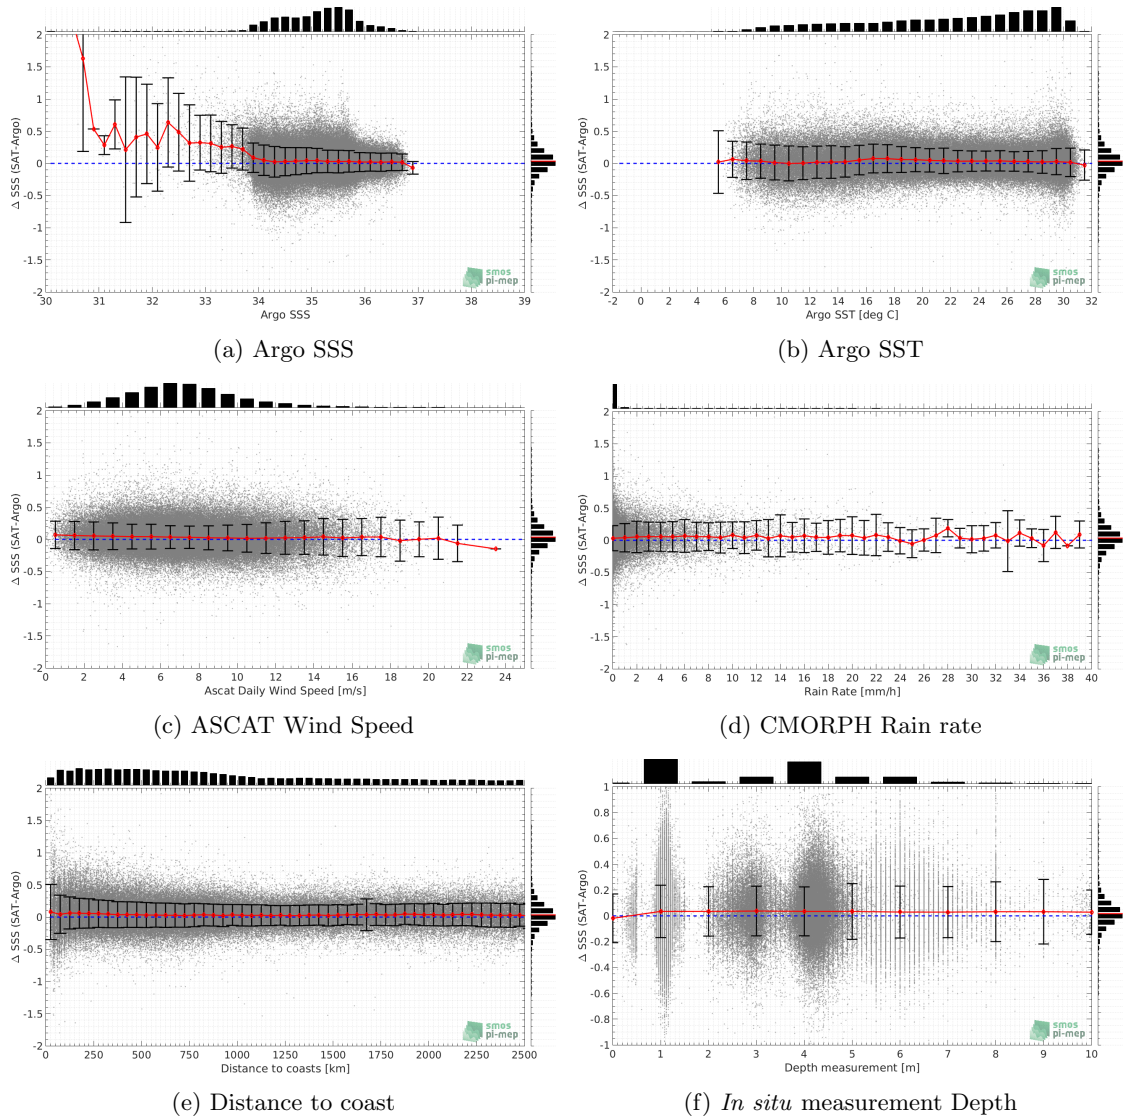 2
1.5
1
0.5
0
-0.5
-1
-1.5
-2
Δ SSS (SAT-Argo)
30 31 32 33 34 35 36 37 38 39
Argo SSS
smos
pi-mep
(a) Argo SSS
2
1.5
1
0.5
0
-0.5
-1
-1.5
-2
Δ SSS (SAT-Argo)
-2 0 2 4 6 8 10 12 14 16 18 20 22 24 26 28 30 32
Argo SST [deg C]
smos
pi-mep
(b) Argo SST
2
1.5
1
0.5
0
-0.5
-1
-1.5
-2
Δ SSS (SAT-Argo)
0 2 4 6 8 10 12 14 16 18 20 22 24
Ascat Daily Wind Speed [m/s]
smos
pi-mep
(c) ASCAT Wind Speed
2
1.5
1
0.5
0
-0.5
-1
-1.5
-2
Δ SSS (SAT-Argo)
0 2 4 6 8 10 12 14 16 18 20 22 24 26 28 30 32 34 36 38 40
Rain Rate [mm/h]
smos
pi-mep
(d) CMORPH Rain rate
2
1.5
1
0.5
0
-0.5
-1
-1.5
-2
Δ SSS (SAT-Argo)
0 250 500 750 1000 1250 1500 1750 2000 2250 2500
Distance to coasts [km]
smos
pi-mep
(e) Distance to coast
1
0.8
0.6
0.4
0.2
0
-0.2
-0.4
-0.6
-0.8
-1
Δ SSS (SAT-Argo)
0 1 2 3 4 5 6 7 8 9 10
Depth measurement [m]
smos
pi-mep
(f) In situ measurement Depth